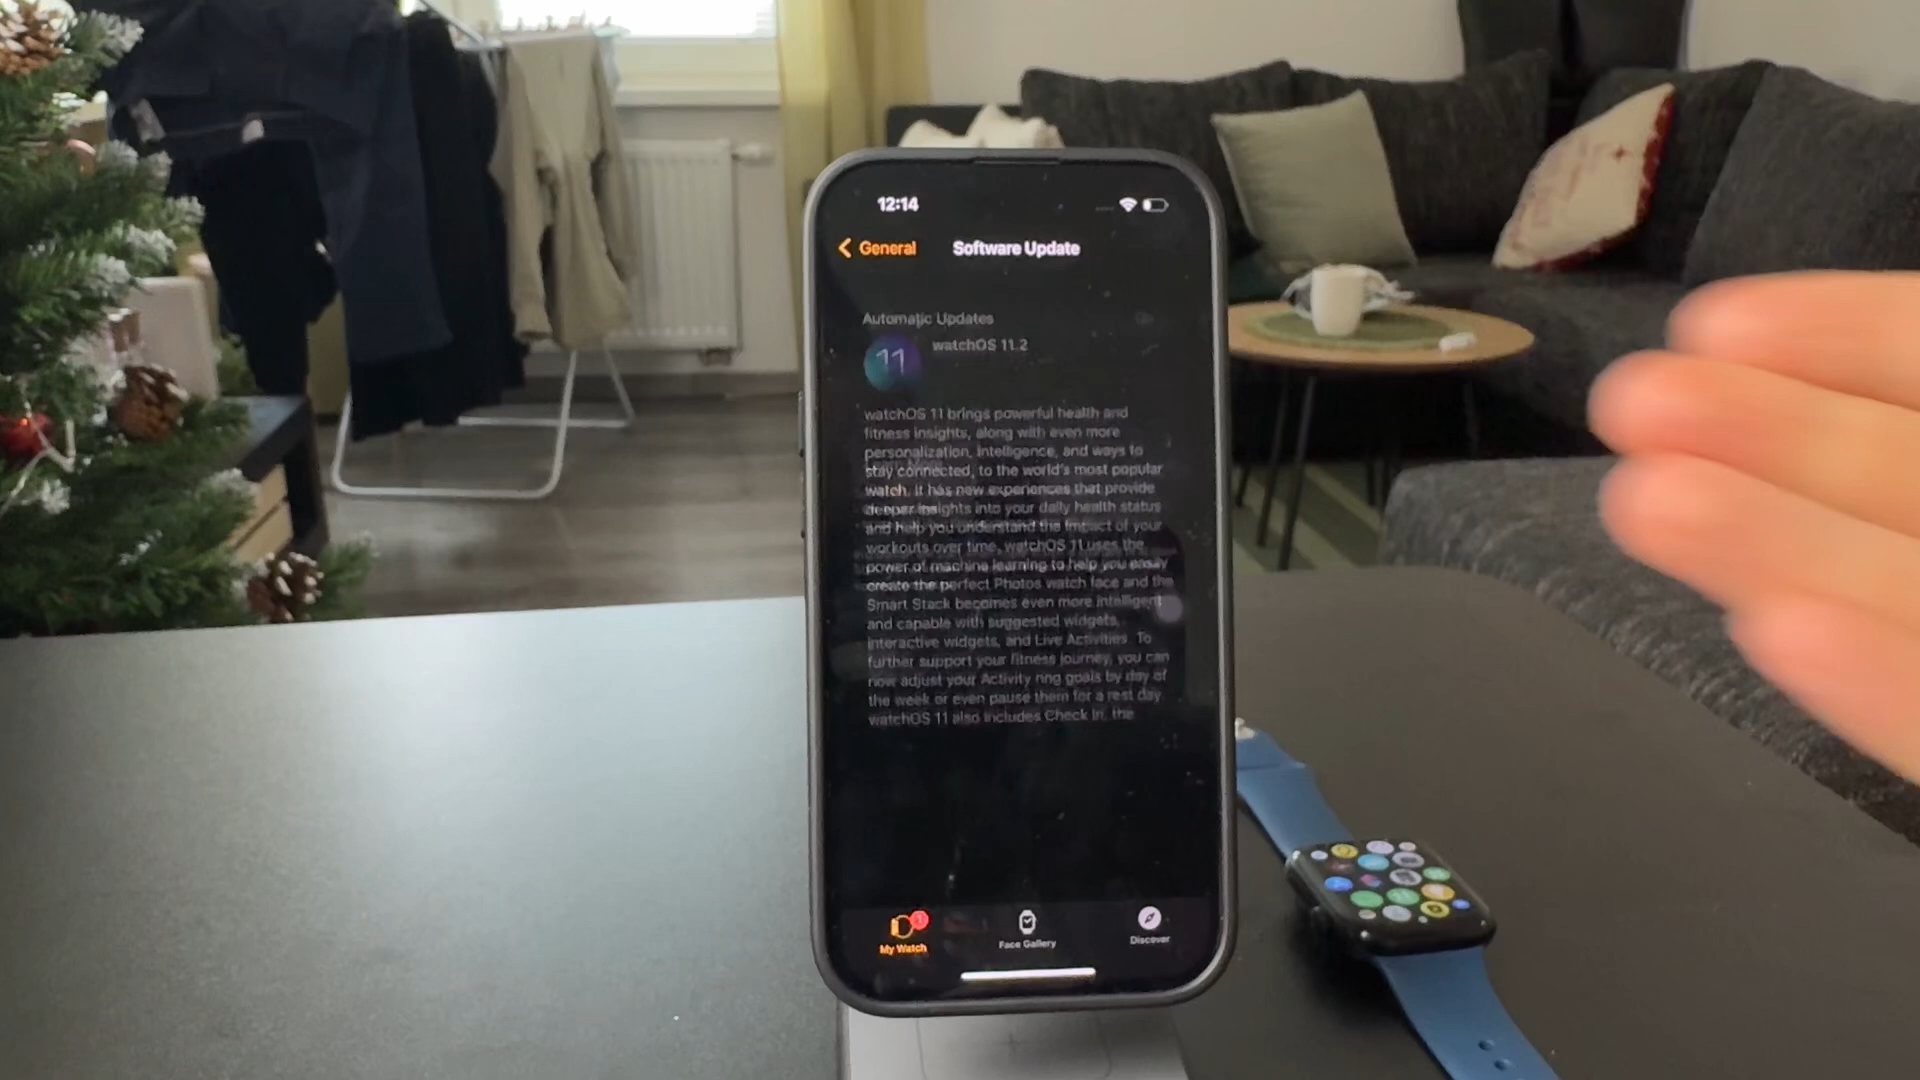 12:14
General
Software Update
Automatic Updates
11
watchOS 11.2
watchOS 11 brings powerful health and
fitness insights, along with even more
personalization, intelligence, and ways to
stay connected, to the world's most popular
watch. It has new experiences that provide
deeper insights into your daily health status
and help you understand the impact of your
workouts over time. watchOS 11 uses the
power of machine learning to help you easily
create the perfect Photos watch face and the
Smart Stack becomes even more intelligent
and capable with suggested widgets,
interactive widgets, and Live Activities. To
further support your fitness journey, you can
now adjust your Activity ring goals by day of
the week or even pause them for a rest day.
watchOS 11 also includes Check In, the
1
My Watch
Face Gallery
Discover